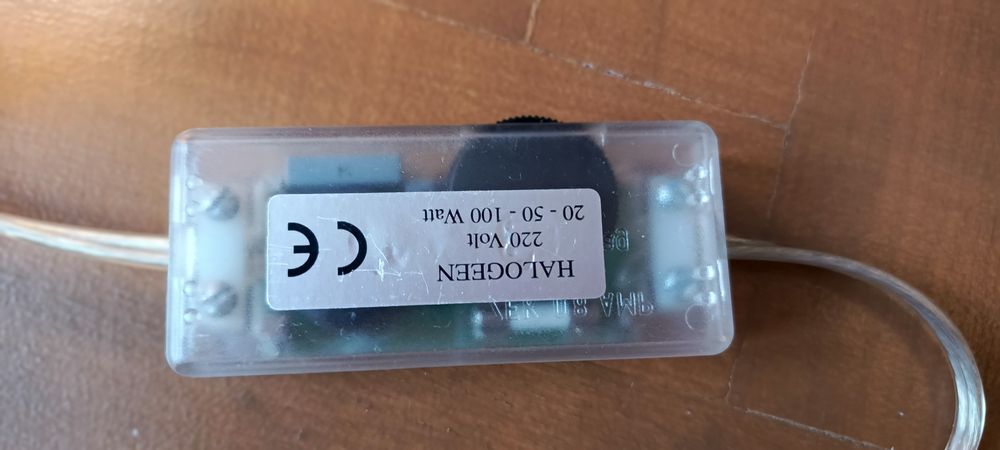 HALOGEEN
220 Volt
20 - 50 - 100 Watt
CE